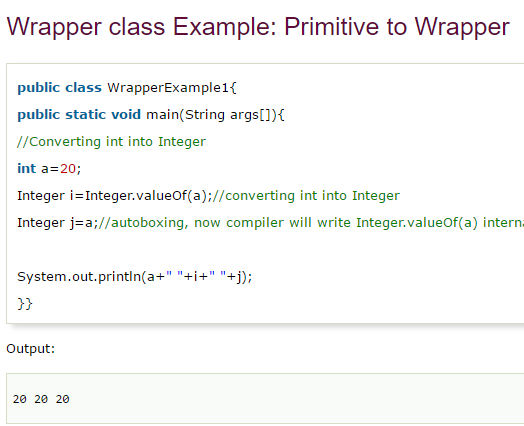 Wrapper class Example: Primitive to Wrapper
public class WrapperExample1{
public static void main(String args[]){
//Converting int into Integer
int a=20;
Integer i=Integer.valueOf(a);//converting int into Integer
Integer j=a;//autoboxing, now compiler will write Integer.valueOf(a)
System.out.println(a+" "+i+" "+j);
}}
Output:
20 20 20